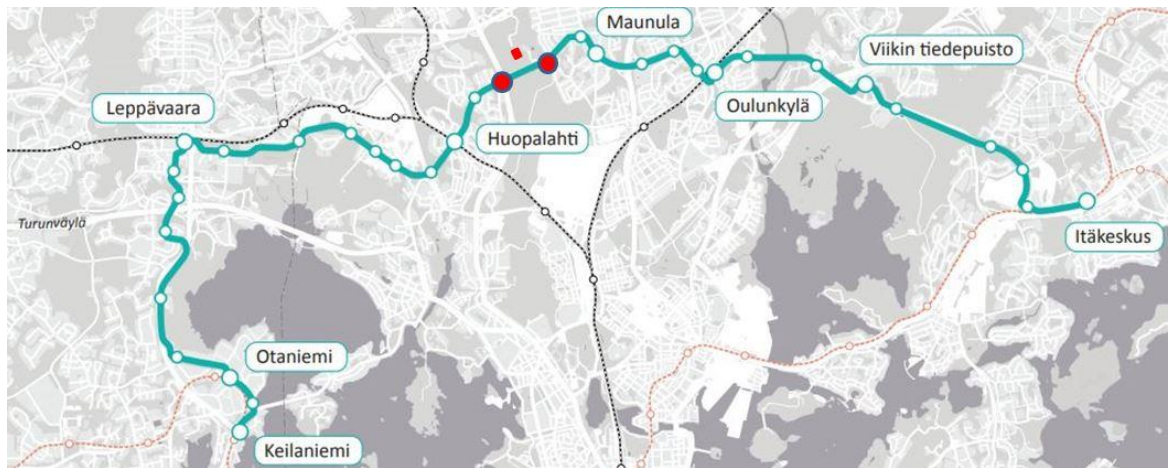 Maunula
Viikin tiedepuisto
Leppävaara
Oulunkylä
Huopalahti
Turunväylä
Itäkeskus
Otaniemi
Keilaniemi